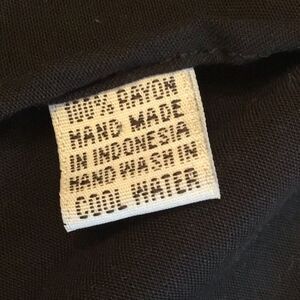 100% RAYON
HAND MADE
IN INDONESIA
HAND WASH IN
COOL WATER